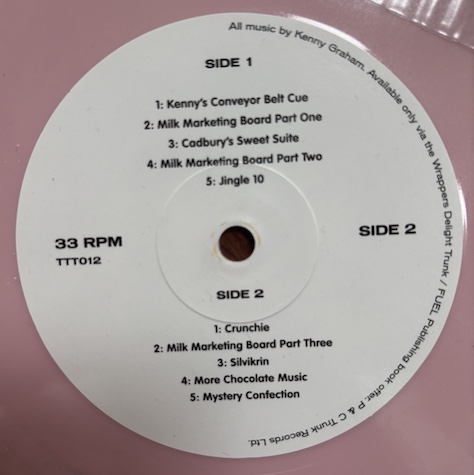 All music by Kenny Graham. Available only via the Wrappers Delight Trunk / FUEL Publishing book offer. P & C Trunk Records Ltd.
SIDE 1
1: Kenny's Conveyor Belt Cue
2: Milk Marketing Board Part One
3: Cadbury's Sweet Suite
4: Milk Marketing Board Part Two
5: Jingle 10
33 RPM
TTT012
SIDE 2
SIDE 2
1: Crunchie
2: Milk Marketing Board Part Three
3: Silvikrin
4: More Chocolate Music
5: Mystery Confection